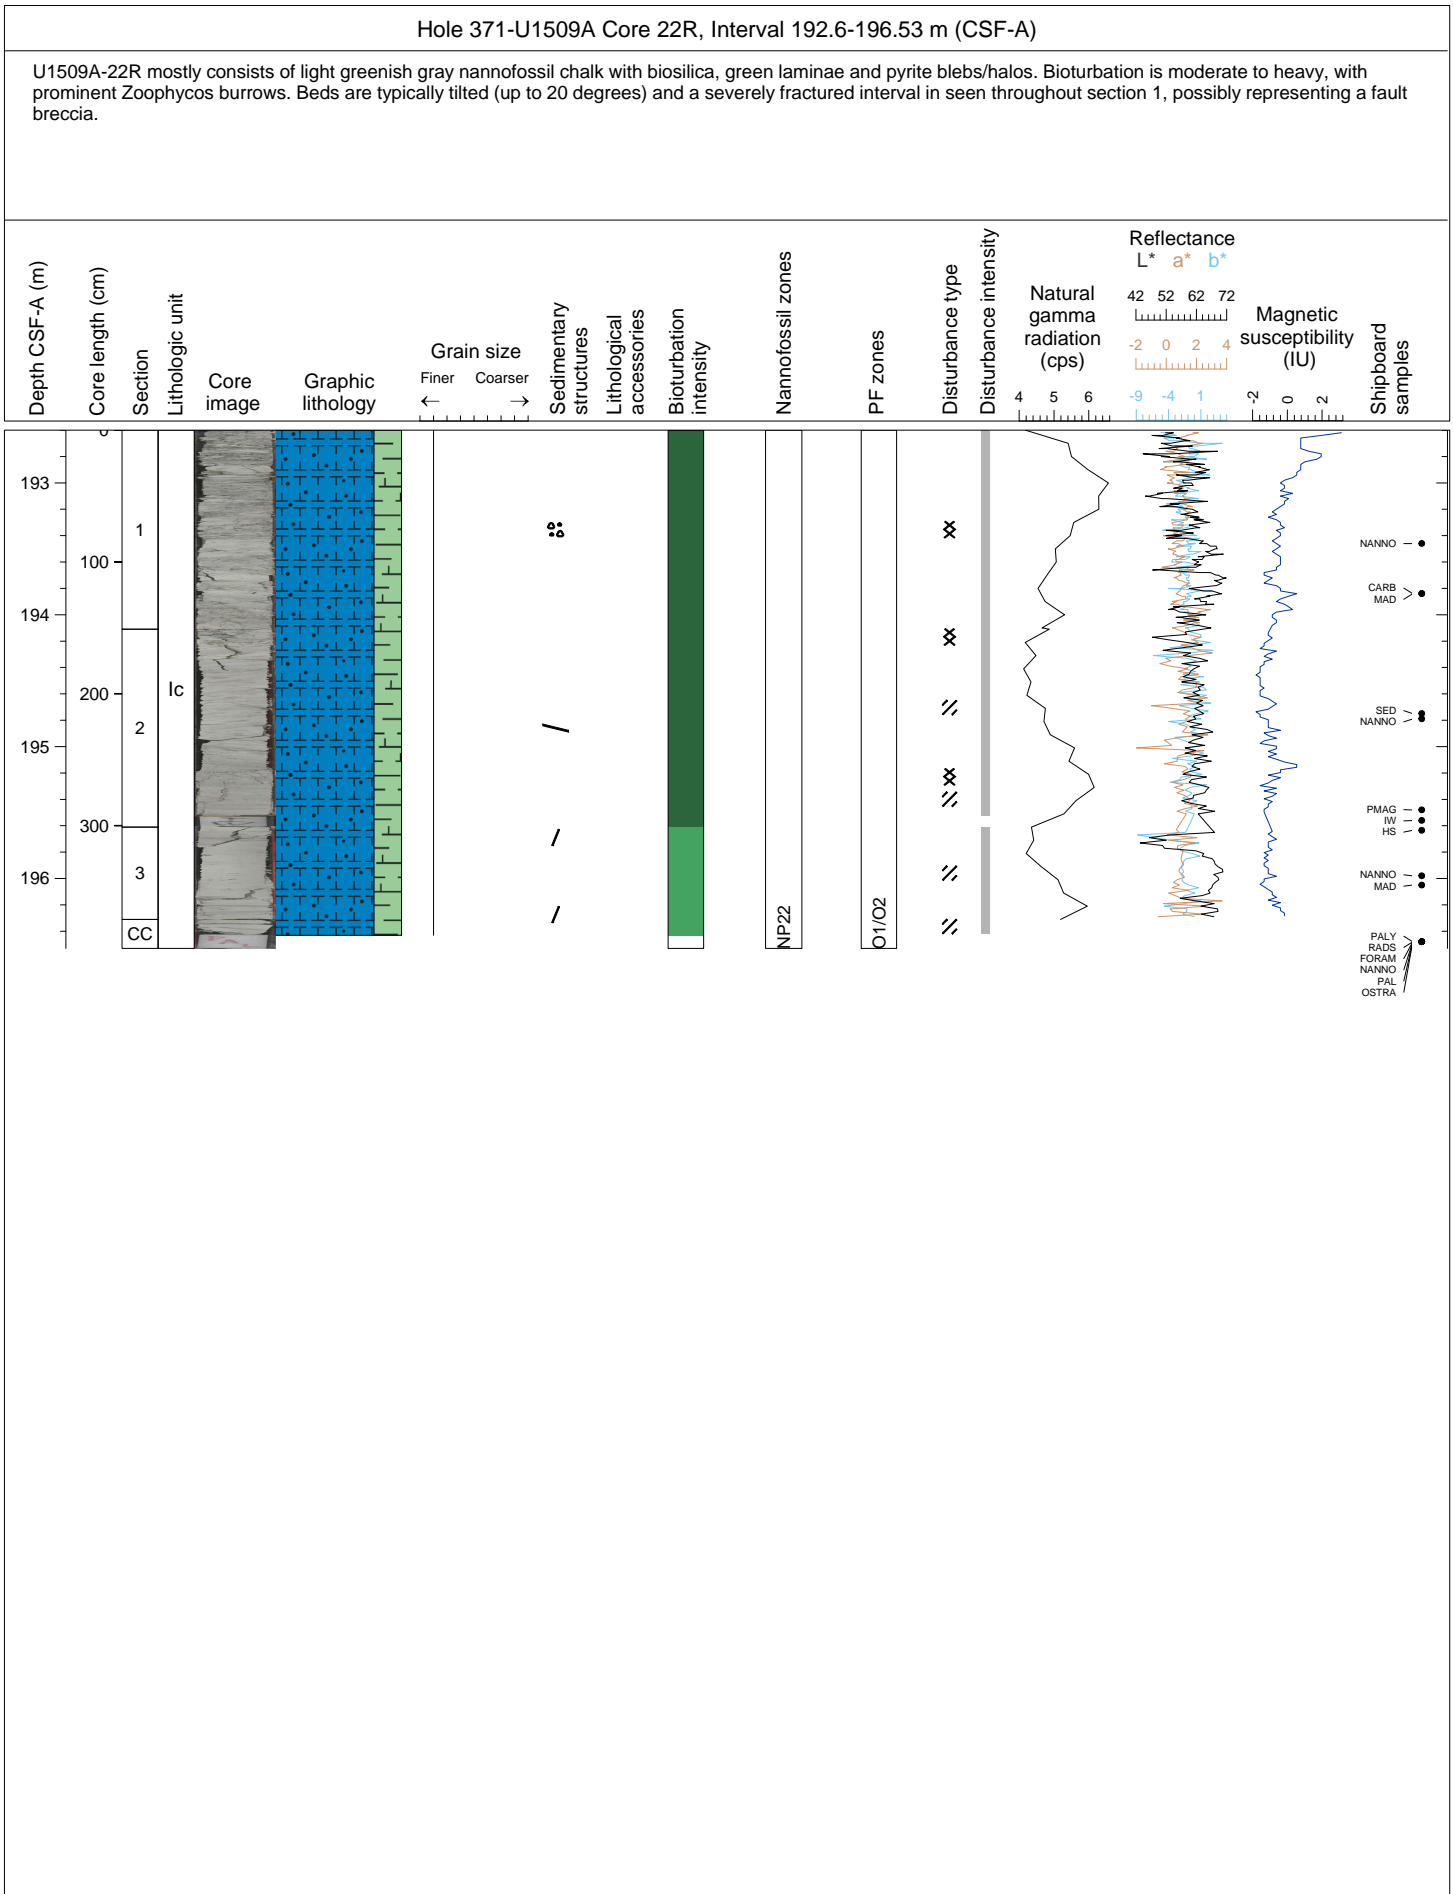 Hole 371-U1509A Core 22R, Interval 192.6-196.53 m (CSF-A)
U1509A-22R mostly consists of light greenish gray nannofossil chalk with biosilica, green laminae and pyrite blebs/halos. Bioturbation is moderate to heavy, with
prominent Zoophycos burrows. Beds are typically tilted (up to 20 degrees) and a severely fractured interval in seen throughout section 1, possibly representing a fault
breccia.
Depth CSF-A (m)
Core length (cm)
Section
Lithologic unit
Core
image
Graphic
lithology
Grain size
Finer Coarser
← →
Sedimentary
structures
Lithological
accessories
Bioturbation
intensity
Nannofossil zones
PF zones
Disturbance type
Disturbance intensity
Natural
gamma
radiation
(cps)
4 5 6
Reflectance
L* a* b*
42 52 62 72
-2 0 2 4
-9 -4 1
Magnetic
susceptibility
(IU)
-2 0 2
Shipboard
samples
0
193
1
NANNO
100
CARB
MAD
194
Ic
200
SED
NANNO
2
195
PMAG
IW
HS
300
3
NANNO
MAD
196
CC
NP22
O1/O2
PALY
RADS
FORAM
NANNO
PAL
OSTRA